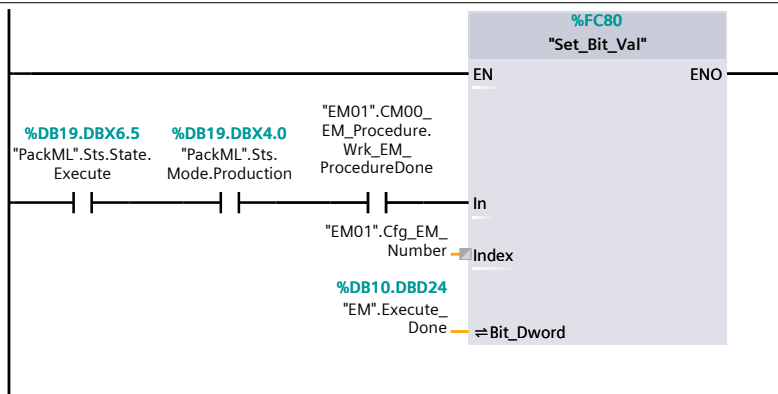 %FC80
"Set_Bit_Val"
EN
ENO
%DB19.DBX6.5
"PackML".Sts.State.
Execute
%DB19.DBX4.0
"PackML".Sts.
Mode.Production
"EM01".CM00_
EM_Procedure.
Wrk_EM_
ProcedureDone
In
"EM01".Cfg_EM_
Number
Index
%DB10.DBD24
"EM".Execute_
Done
⇌Bit_Dword